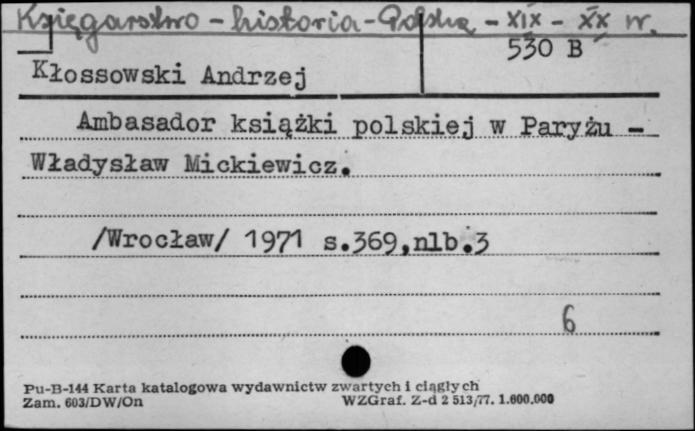 Księgarstwo - historia - Polska - XIX - XX w.
530 B
Kłossowski Andrzej
Ambasador książki polskiej w Paryżu -
Władysław Mickiewicz.
/Wrocław/ 1971 s.369,nlb.3
6
Pu-B-144 Karta katalogowa wydawnictw zwartych i ciągłych
Zam. 603/DW/On WZGraf. Z-d 2 513/77. 1.600.000